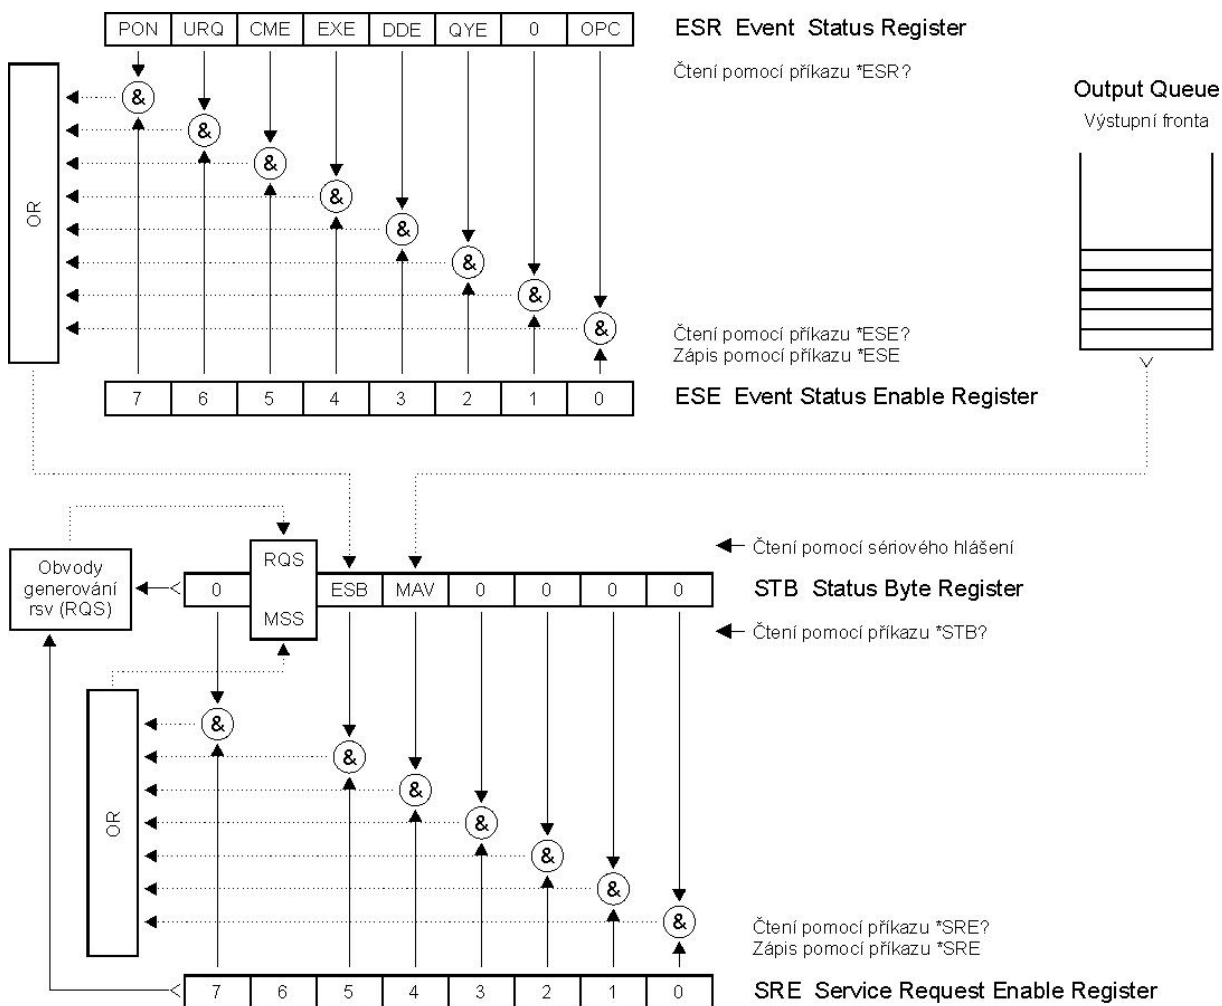 PON URQ CME EXE DDE QYE 0 OPC
ESR Event Status Register
Čtení pomocí příkazu *ESR?
Output Queue
Výstupní fronta
OR
&
&
&
&
&
&
&
&
Čtení pomocí příkazu *ESE?
Zápis pomocí příkazu *ESE
7 6 5 4 3 2 1 0
ESE Event Status Enable Register
Obvody
generování
rsv (RQS)
RQS
MSS
Čtení pomocí sériového hlášení
0 ESB MAV 0 0 0 0
STB Status Byte Register
Čtení pomocí příkazu *STB?
OR
&
&
&
&
&
&
&
Čtení pomocí příkazu *SRE?
Zápis pomocí příkazu *SRE
7 6 5 4 3 2 1 0
SRE Service Request Enable Register